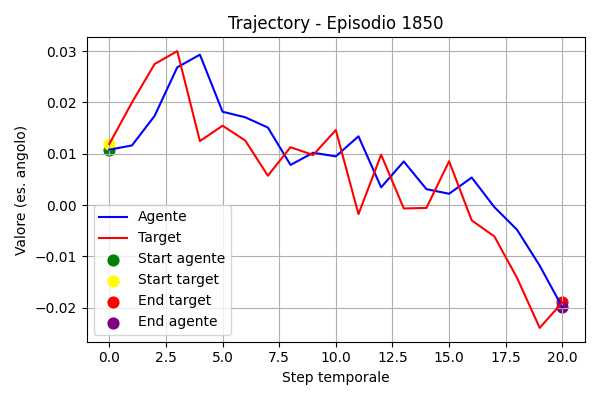 Trajectory - Episodio 1850
Valore (es. angolo)
0.03
0.02
0.01
0.00
−0.01
−0.02
Agente
Target
Start agente
Start target
End target
End agente
0.0 2.5 5.0 7.5 10.0 12.5 15.0 17.5 20.0
Step temporale